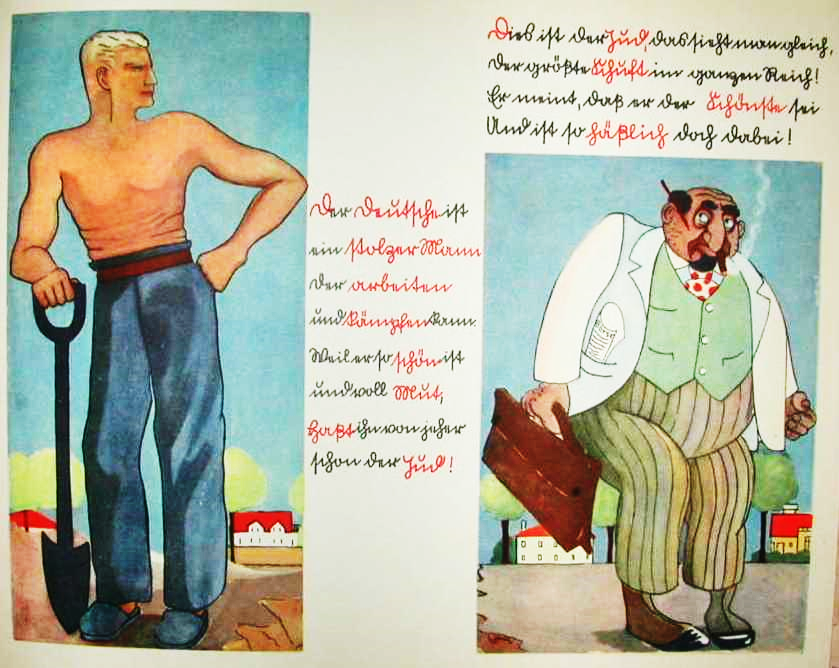 Der Deutsche ist
ein stolzer Mann
der arbeiten
und kämpfen kann.
Weil er so schön ist
und voll Mut,
haßt ihn von jeher
schon der Jud!
Dies ist der Jud, das sieht man gleich,
Der größte Schuft im ganzen Reich!
Er meint, daß er der Schönste sei
Und ist so häßlich doch dabei!
Börse